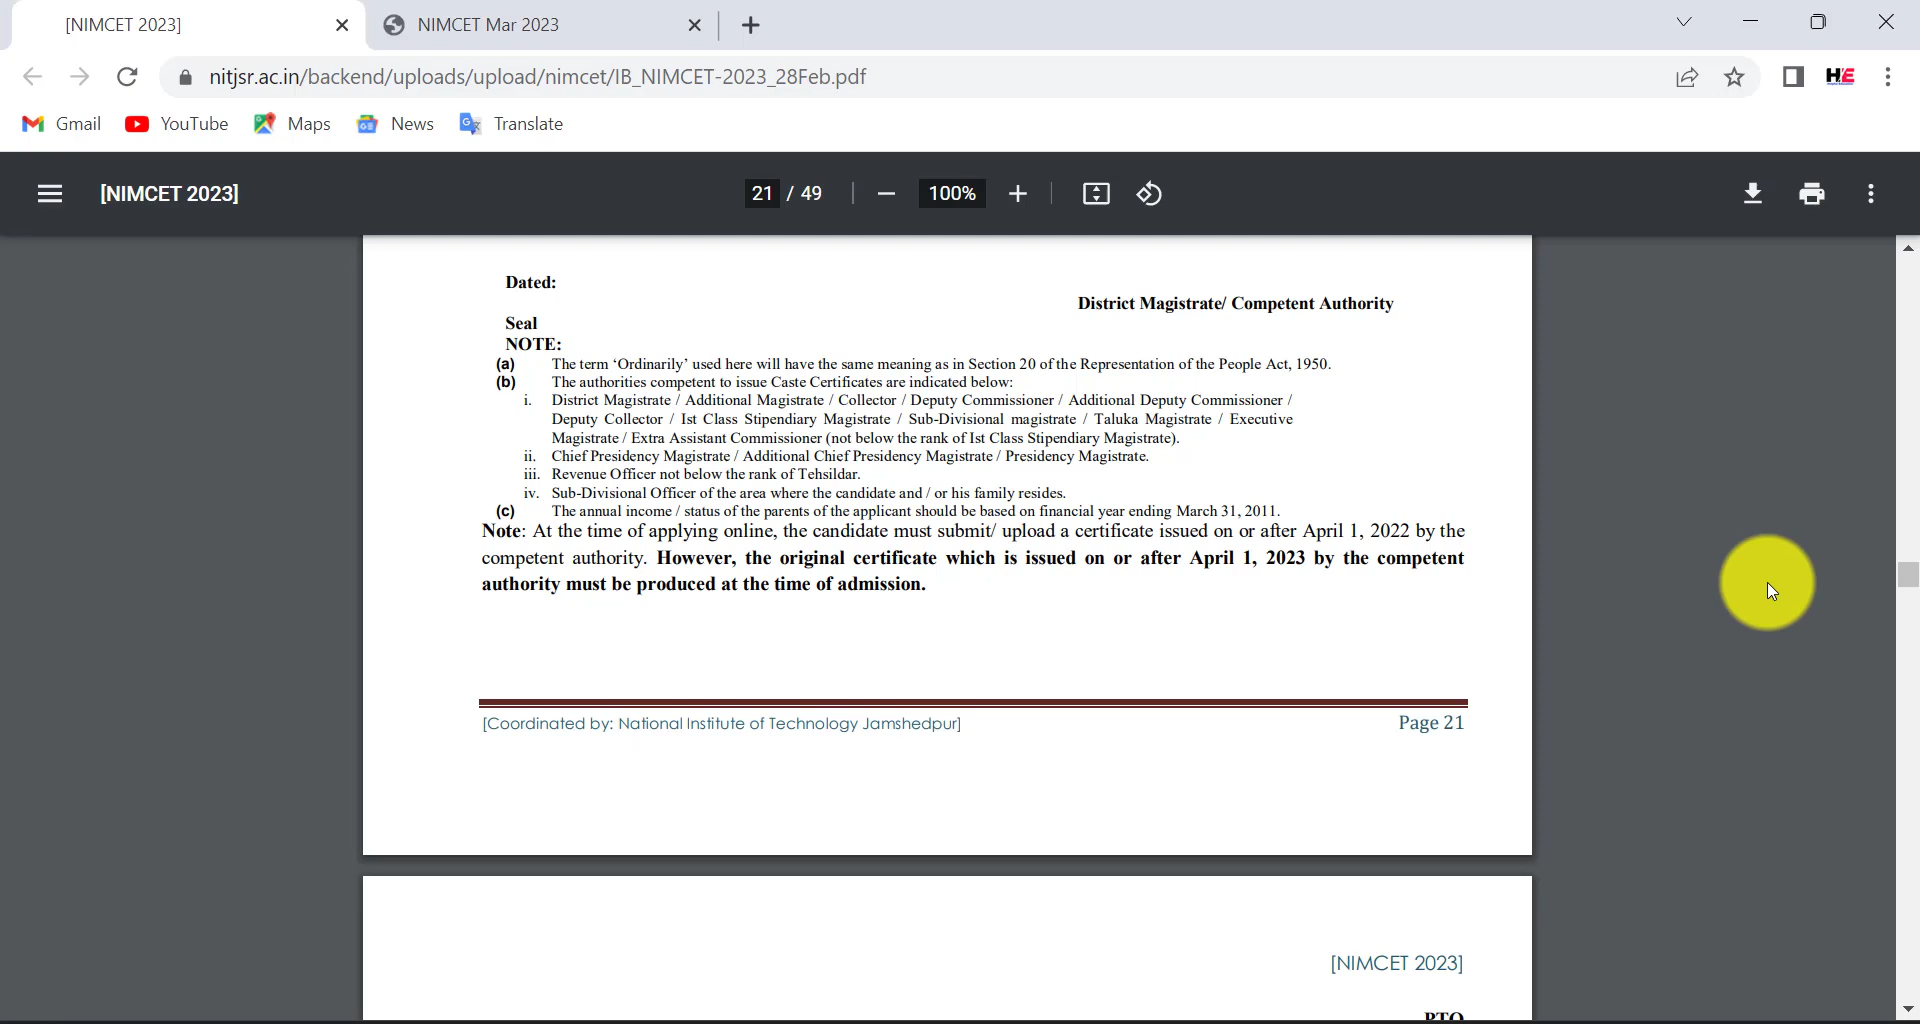 [NIMCET 2023]
NIMCET Mar 2023
nitjsr.ac.in/backend/uploads/upload/nimcet/IB_NIMCET-2023_28Feb.pdf
H/E
Gmail
YouTube
Maps
News
Translate
[NIMCET 2023]
21 / 49
100%
Dated:
District Magistrate/ Competent Authority
Seal
NOTE:
(a) The term ‘Ordinarily’ used here will have the same meaning as in Section 20 of the Representation of the People Act, 1950.
(b) The authorities competent to issue Caste Certificates are indicated below:
i. District Magistrate / Additional Magistrate / Collector / Deputy Commissioner / Additional Deputy Commissioner /
Deputy Collector / Ist Class Stipendiary Magistrate / Sub-Divisional magistrate / Taluka Magistrate / Executive
Magistrate / Extra Assistant Commissioner (not below the rank of Ist Class Stipendiary Magistrate).
ii. Chief Presidency Magistrate / Additional Chief Presidency Magistrate / Presidency Magistrate.
iii. Revenue Officer not below the rank of Tehsildar.
iv. Sub-Divisional Officer of the area where the candidate and / or his family resides.
(c) The annual income / status of the parents of the applicant should be based on financial year ending March 31, 2011.
Note: At the time of applying online, the candidate must submit/ upload a certificate issued on or after April 1, 2022 by the
competent authority. However, the original certificate which is issued on or after April 1, 2023 by the competent
authority must be produced at the time of admission.
[Coordinated by: National Institute of Technology Jamshedpur]
Page 21
[NIMCET 2023]
PTO